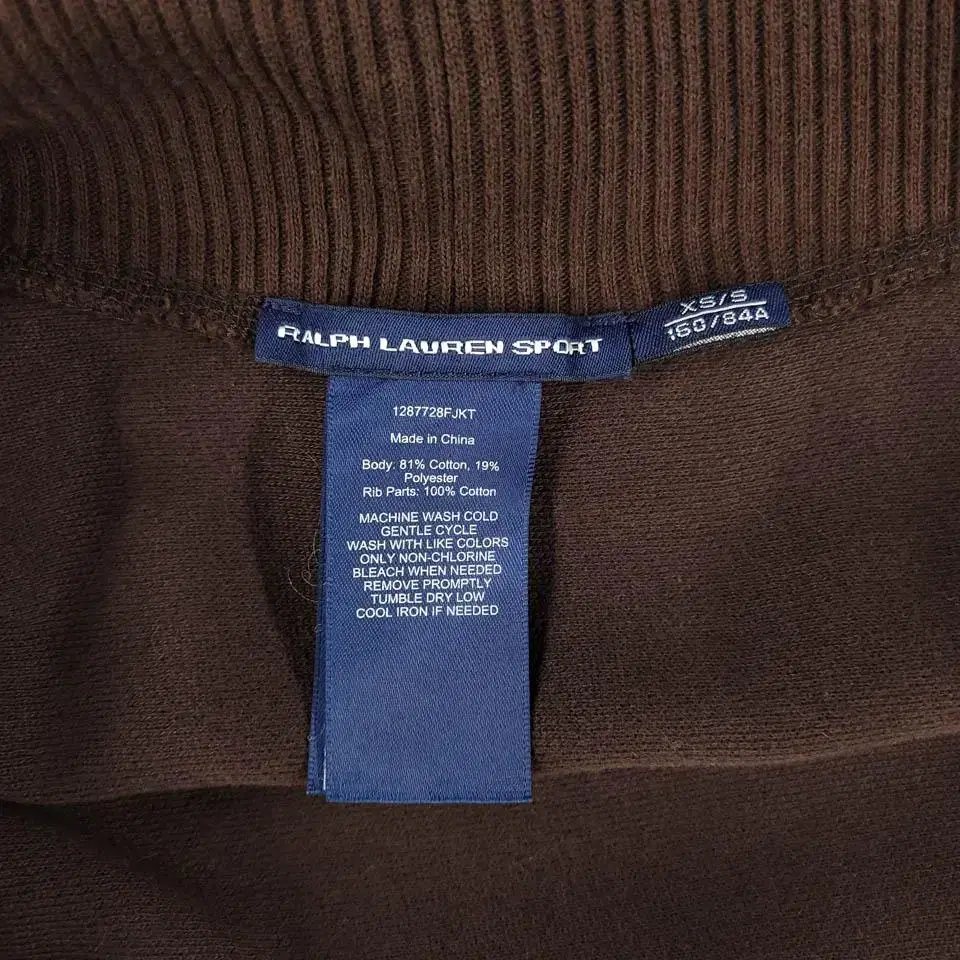 RALPH LAUREN SPORT
XS/S
160/84A
1287728FJKT
Made in China
Body: 81% Cotton, 19%
Polyester
Rib Parts: 100% Cotton
MACHINE WASH COLD
GENTLE CYCLE
WASH WITH LIKE COLORS
ONLY NON-CHLORINE
BLEACH WHEN NEEDED
REMOVE PROMPTLY
TUMBLE DRY LOW
COOL IRON IF NEEDED